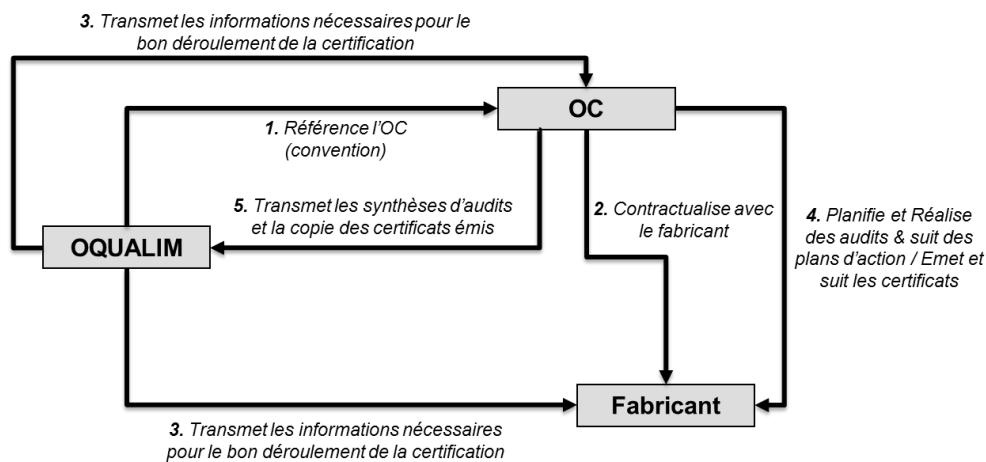 3. Transmet les informations nécessaires pour le
bon déroulement de la certification
OC
1. Référence l'OC
(convention)
5. Transmet les synthèses d'audits
et la copie des certificats émis
2. Contractualise avec
le fabricant
4. Planifie et Réalise
des audits & suit des
plans d'action / Emet et
suit les certificats
OQUALIM
Fabricant
3. Transmet les informations nécessaires
pour le bon déroulement de la certification